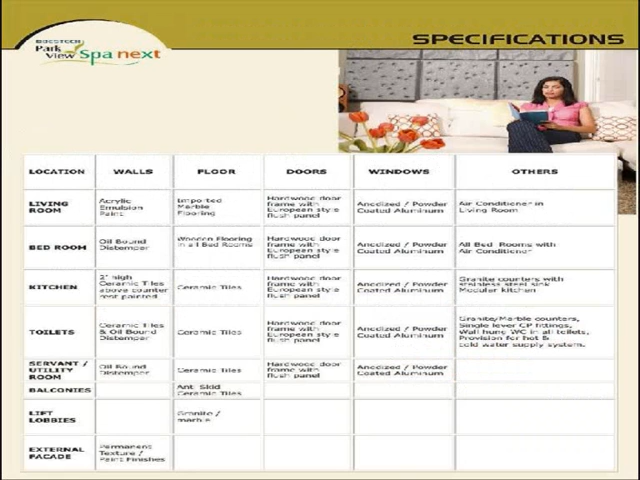 BESTECH
Park
View Spa next
SPECIFICATIONS
LOCATION WALLS FLOOR DOORS WINDOWS OTHERS
LIVING
ROOM
Acrylic
Emulsion
Paint
Imported
Marble
Flooring
Hardwood door
frame with
European style
flush panel
Anodized / Powder
Coated Aluminum
Air Conditioner in
Living Room
BED ROOM
Oil Bound
Distemper
Wooden Flooring
in all Bed Rooms
Hardwood door
frame with
European style
flush panel
Anodized / Powder
Coated Aluminum
All Bed Rooms with
Air Conditioner
KITCHEN
2' high
Ceramic Tiles
above counter
rest painted
Ceramic Tiles
Hardwood door
frame with
European style
flush panel
Anodized / Powder
Coated Aluminum
Granite counters with
stainless steel sink
Modular kitchen
TOILETS
Ceramic Tiles
& Oil Bound
Distemper
Ceramic Tiles
Hardwood door
frame with
European style
flush panel
Anodized / Powder
Coated Aluminum
Granite/Marble counters,
Single lever CP fittings,
Wall hung WC in all toilets,
Provision for hot &
cold water supply system.
SERVANT /
UTILITY
ROOM
Oil Bound
Distemper
Ceramic Tiles
Hardwood door
frame with
flush panel
Anodized / Powder
Coated Aluminum
BALCONIES
Anti Skid
Ceramic Tiles
LIFT
LOBBIES
Granite /
marble
EXTERNAL
FACADE
Permanent
Texture /
Paint Finishes